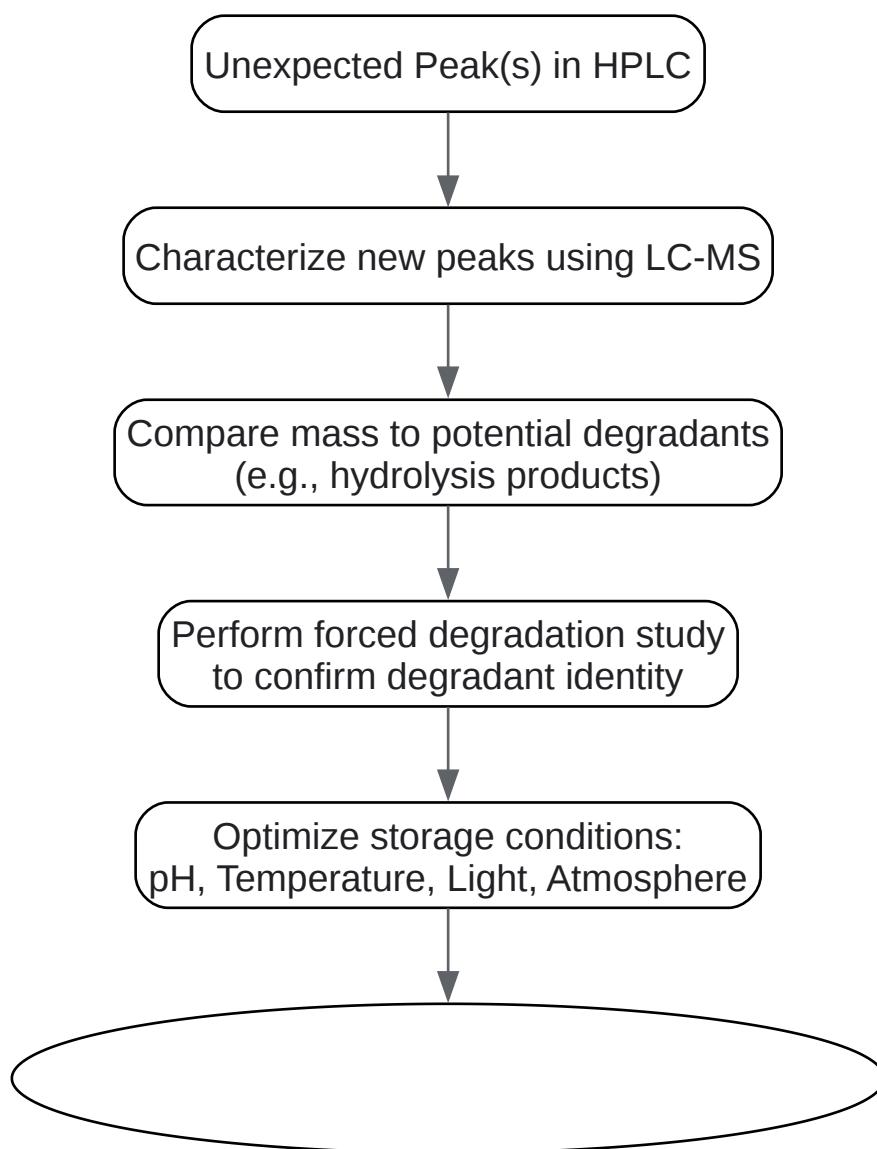 Unexpected Peak(s) in HPLC
Characterize new peaks using LC-MS
Compare mass to potential degradants
(e.g., hydrolysis products)
Perform forced degradation study
to confirm degradant identity
Optimize storage conditions:
pH, Temperature, Light, Atmosphere